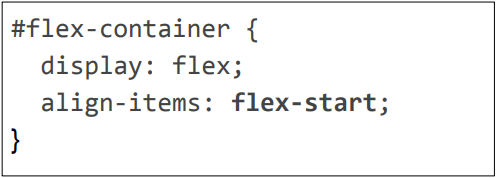 #flex-container {
  display: flex;
  align-items: flex-start;
}